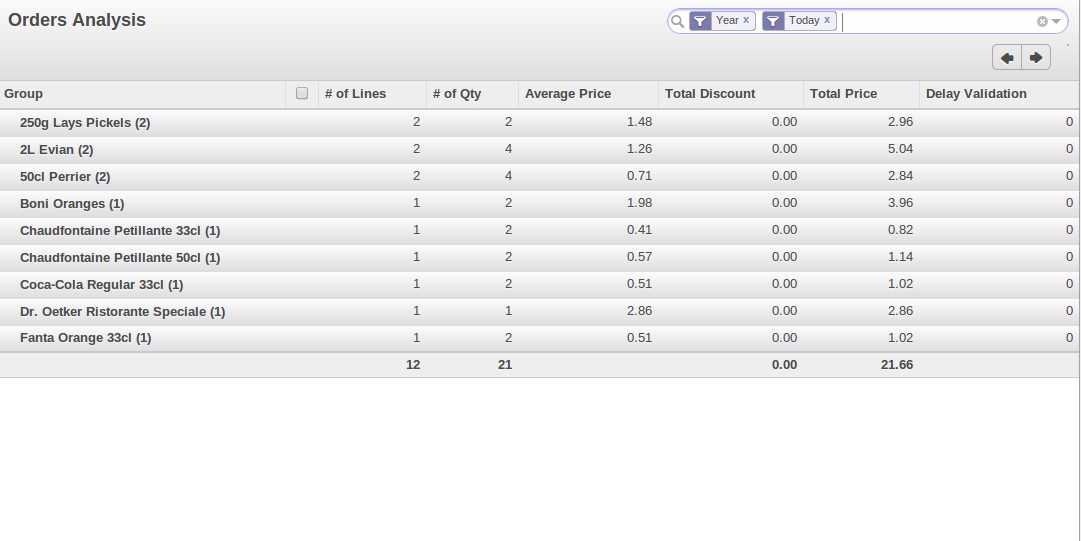 Orders Analysis
Year x Today x
Group # of Lines # of Qty Average Price Total Discount Total Price Delay Validation
250g Lays Pickels (2) 2 2 1.48 0.00 2.96 0
2L Evian (2) 2 4 1.26 0.00 5.04 0
50cl Perrier (2) 2 4 0.71 0.00 2.84 0
Boni Oranges (1) 1 2 1.98 0.00 3.96 0
Chaudfontaine Petillante 33cl (1) 1 2 0.41 0.00 0.82 0
Chaudfontaine Petillante 50cl (1) 1 2 0.57 0.00 1.14 0
Coca-Cola Regular 33cl (1) 1 2 0.51 0.00 1.02 0
Dr. Oetker Ristorante Speciale (1) 1 1 2.86 0.00 2.86 0
Fanta Orange 33cl (1) 1 2 0.51 0.00 1.02 0
12 21 0.00 21.66